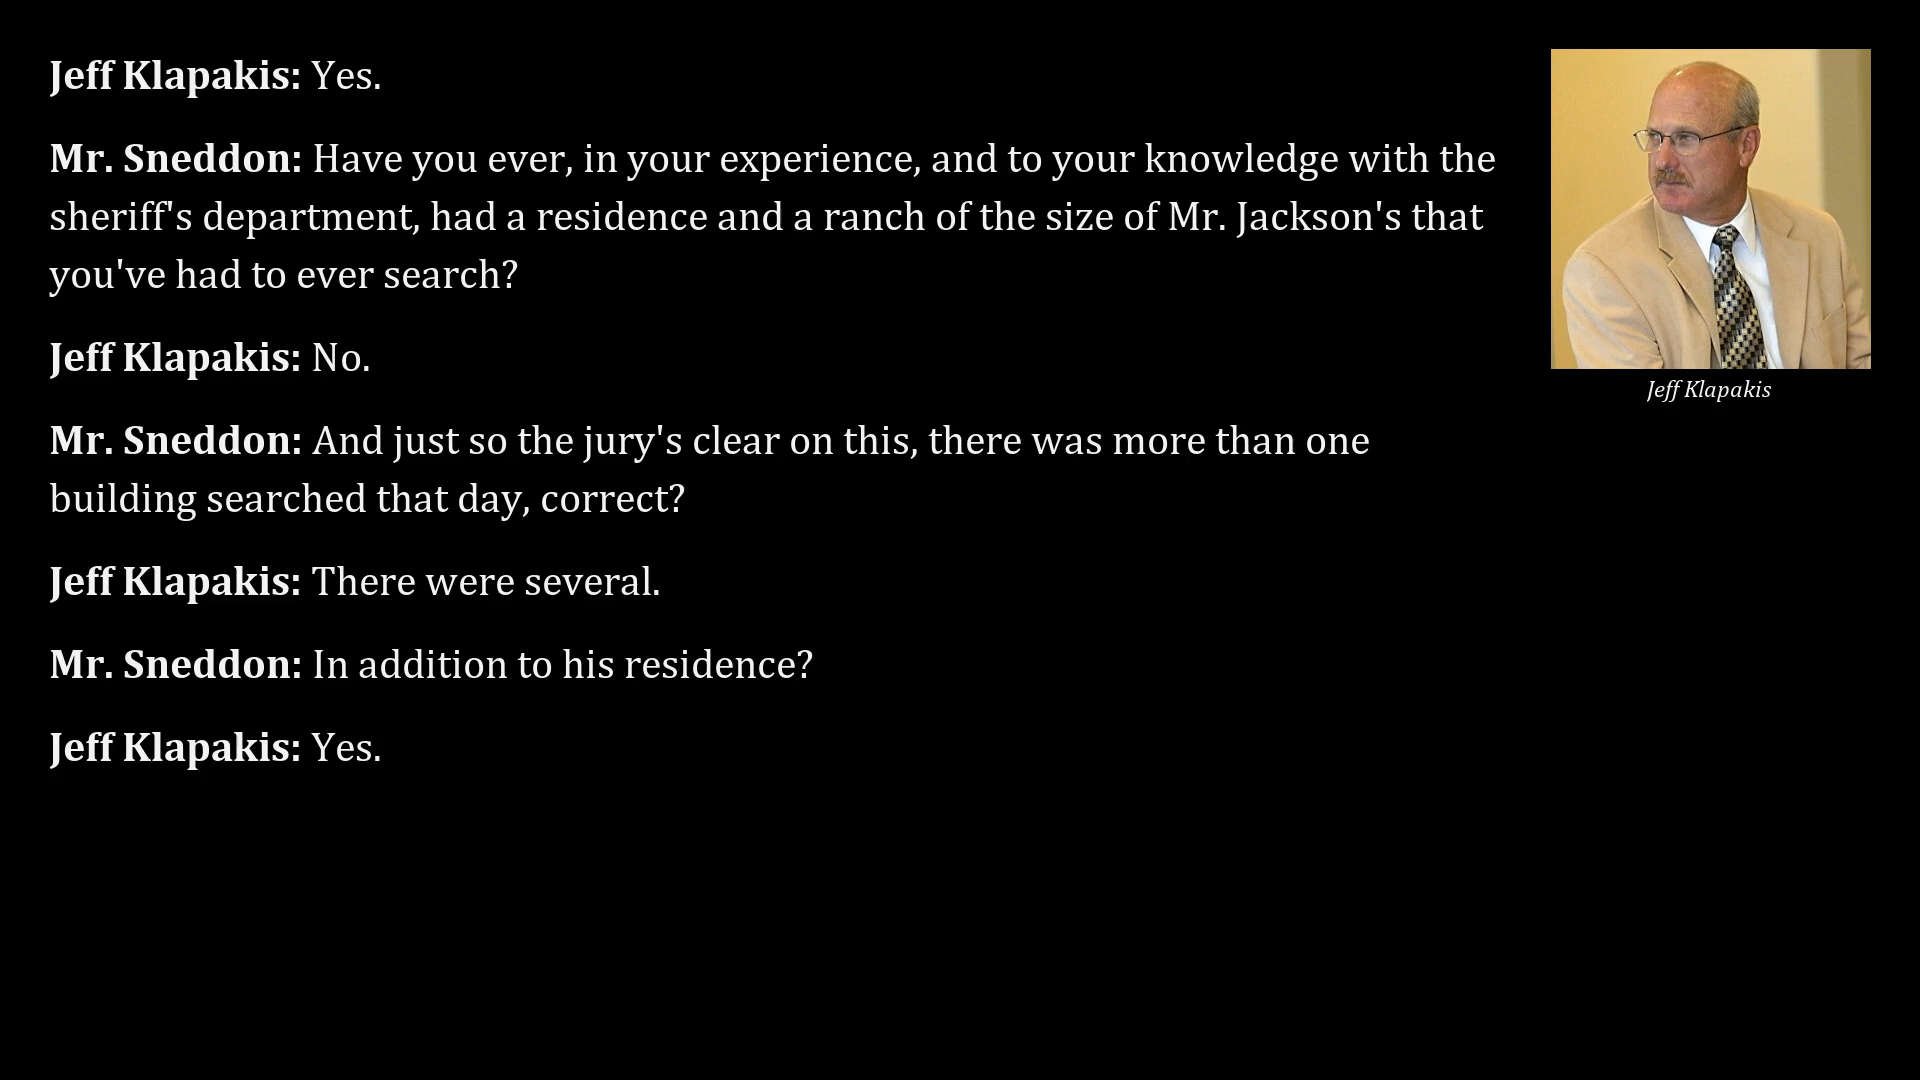 Jeff Klapakis: Yes.
Mr. Sneddon: Have you ever, in your experience, and to your knowledge with the
sheriff's department, had a residence and a ranch of the size of Mr. Jackson's that
you've had to ever search?
Jeff Klapakis: No.
Mr. Sneddon: And just so the jury's clear on this, there was more than one
building searched that day, correct?
Jeff Klapakis: There were several.
Mr. Sneddon: In addition to his residence?
Jeff Klapakis: Yes.
Jeff Klapakis